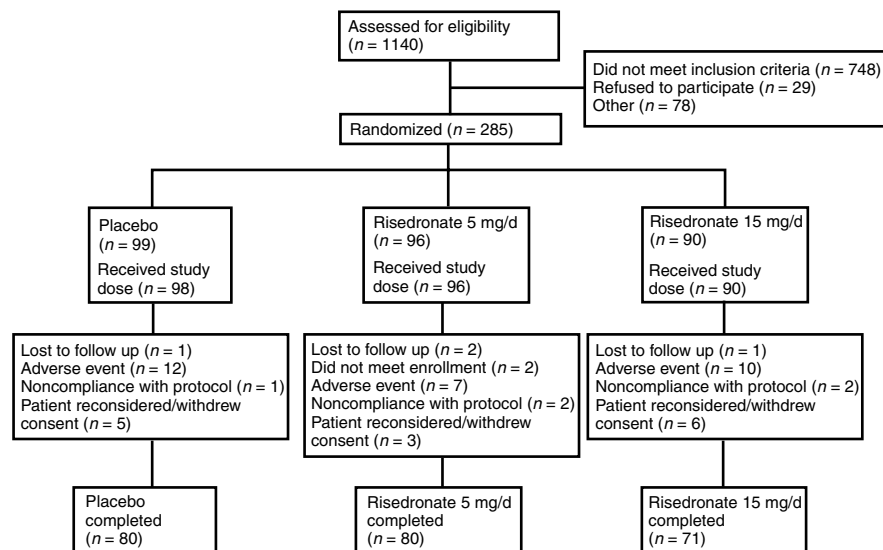 Assessed for eligibility
(n = 1140)
Did not meet inclusion criteria (n = 748)
Refused to participate (n = 29)
Other (n = 78)
Randomized (n = 285)
Placebo
(n = 99)
Received study
dose (n = 98)
Risedronate 5 mg/d
(n = 96)
Received study
dose (n = 96)
Risedronate 15 mg/d
(n = 90)
Received study
dose (n = 90)
Lost to follow up (n = 1)
Adverse event (n = 12)
Noncompliance with protocol (n = 1)
Patient reconsidered/withdrew
consent (n = 5)
Lost to follow up (n = 2)
Did not meet enrollment (n = 2)
Adverse event (n = 7)
Noncompliance with protocol (n = 2)
Patient reconsidered/withdrew
consent (n = 3)
Lost to follow up (n = 1)
Adverse event (n = 10)
Noncompliance with protocol (n = 2)
Patient reconsidered/withdrew
consent (n = 6)
Placebo
completed
(n = 80)
Risedronate 5 mg/d
completed
(n = 80)
Risedronate 15 mg/d
completed
(n = 71)